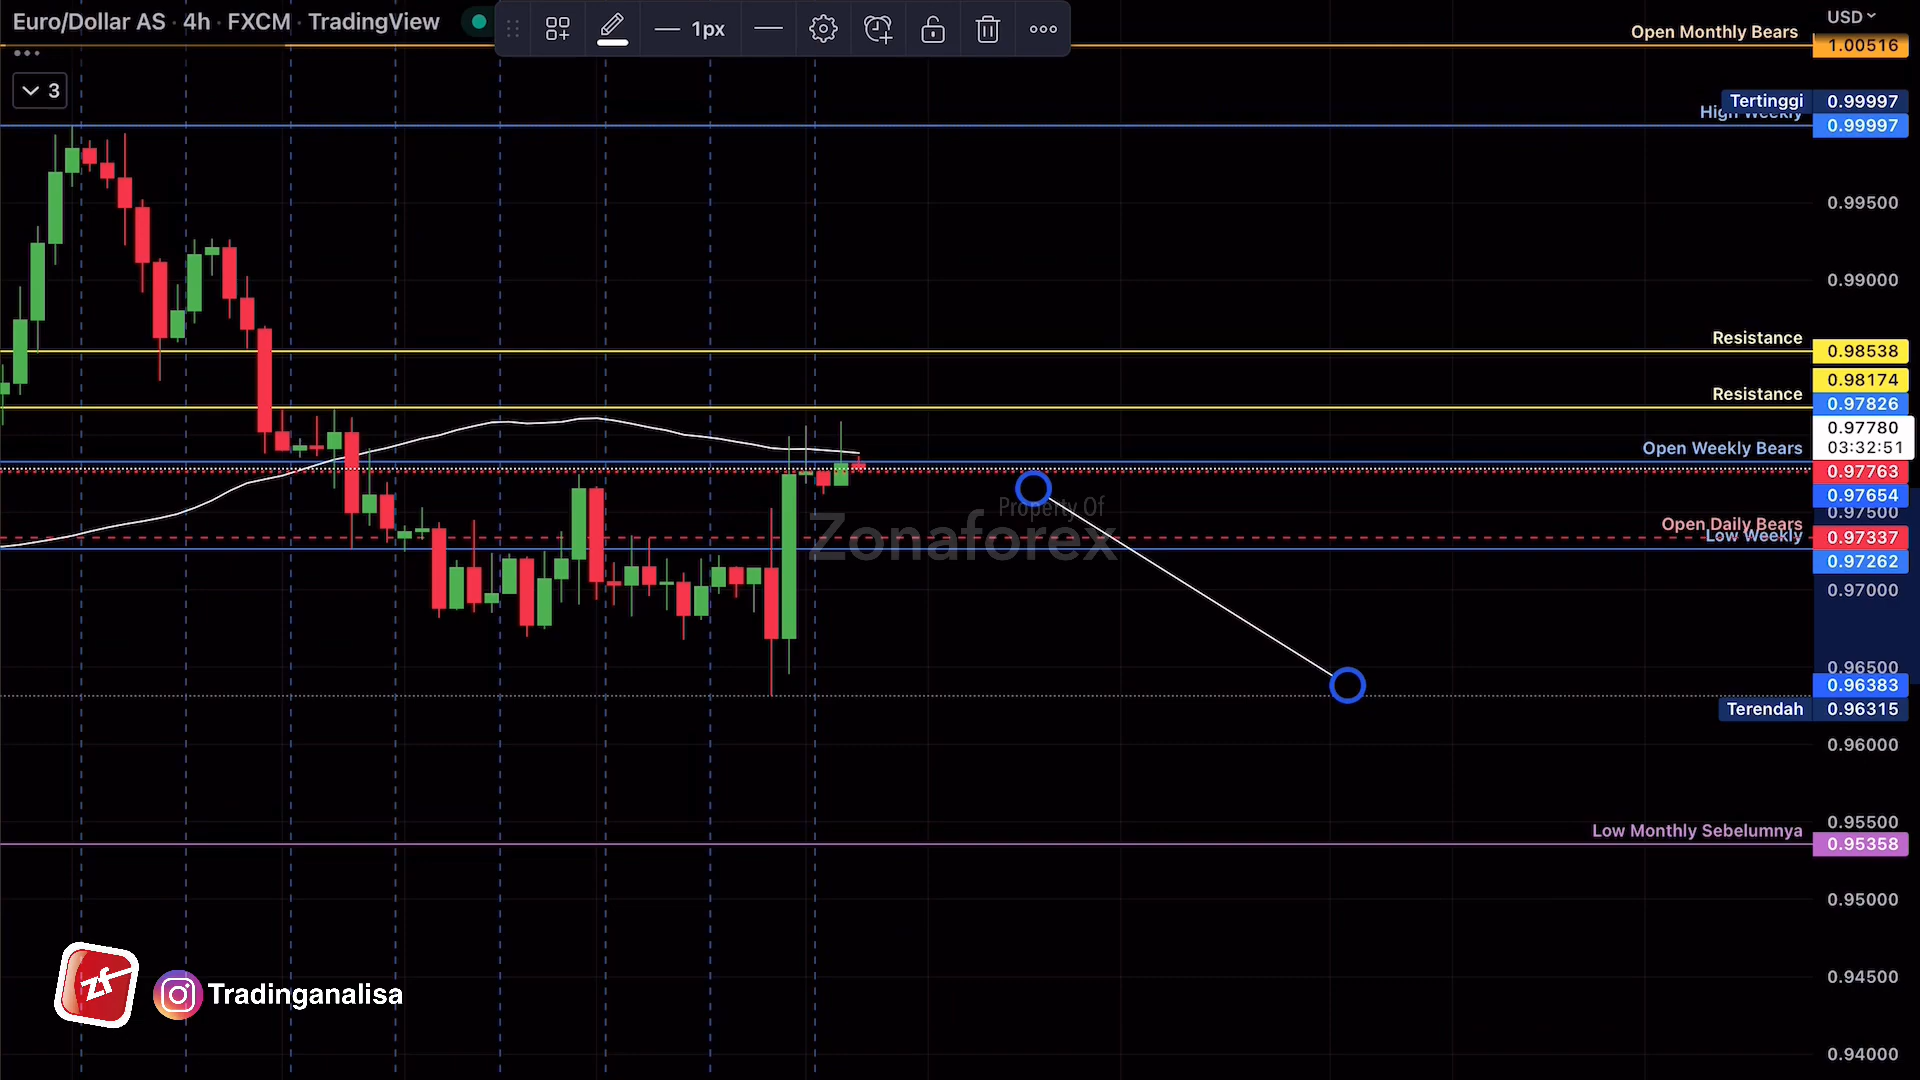 Euro/Dollar AS · 4h · FXCM · TradingView
1px
USD
3
Open Monthly Bears 1.00516
Tertinggi 0.99997
High Weekly 0.99997
0.99500
0.99000
Resistance 0.98538
0.98174
Resistance
0.97826
0.97780
Open Weekly Bears 03:32:51
0.97763
0.97654
Property Of
0.97500
Zonaforex
Open Daily Bears 0.97337
Low Weekly
0.97262
0.97000
0.96500
0.96383
Terendah 0.96315
0.96000
0.95500
Low Monthly Sebelumnya 0.95358
0.95000
0.94500
zf Tradinganalisa
0.94000